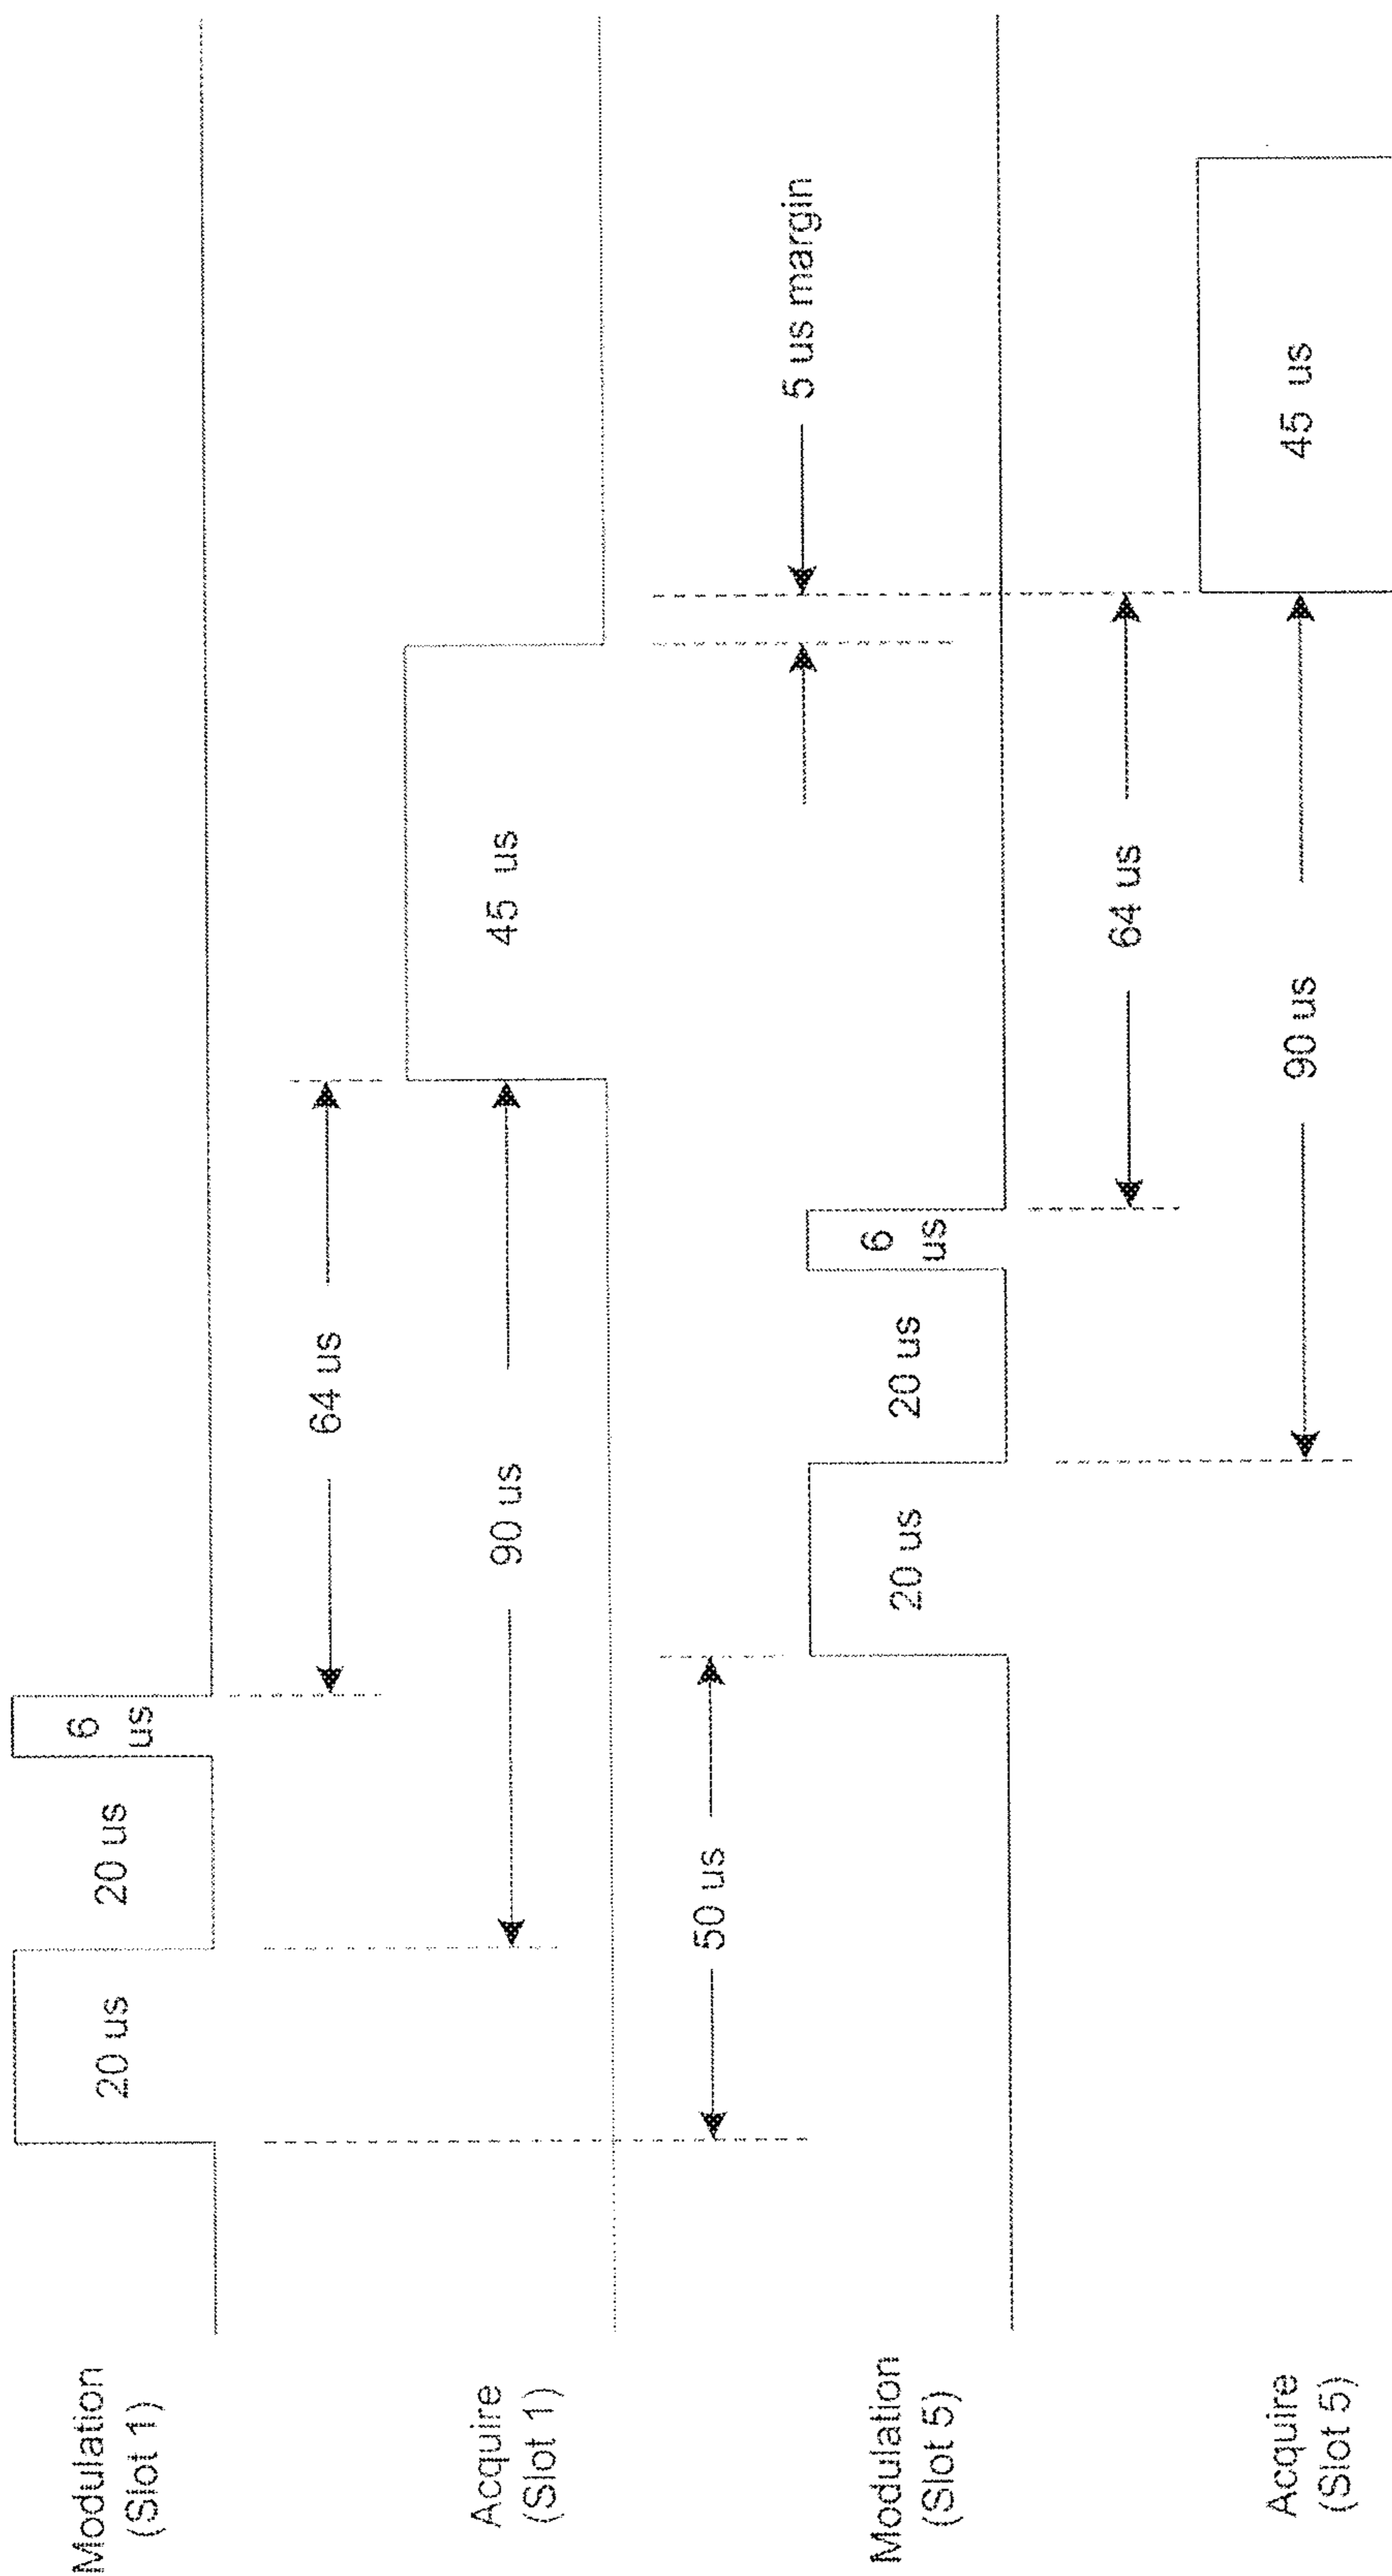 Modulation
(Slot 1)
20 us
20 us
6
us
64 us
Acquire
(Slot 1)
90 us
45 us
50 us
5 us margin
Modulation
(Slot 5)
20 us
20 us
6
us
64 us
Acquire
(Slot 5)
90 us
45 us